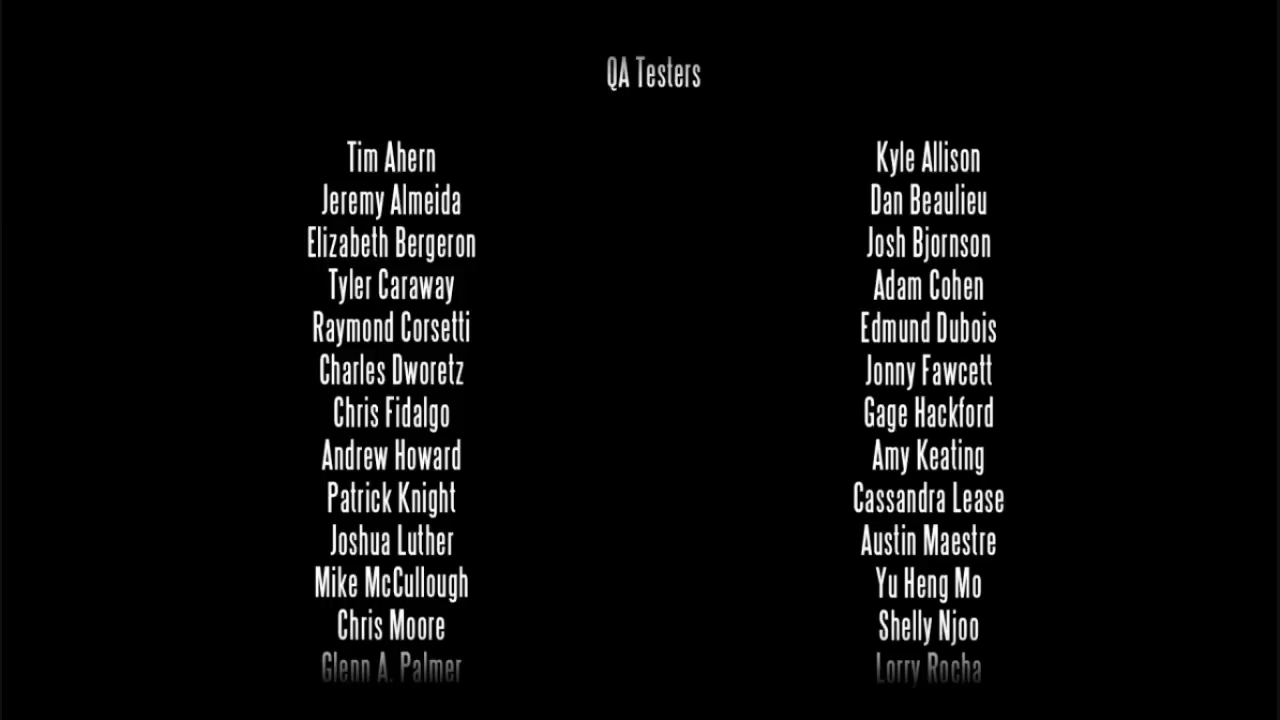 QA Testers
Tim Ahern Kyle Allison
Jeremy Almeida Dan Beaulieu
Elizabeth Bergeron Josh Bjornson
Tyler Caraway Adam Cohen
Raymond Corsetti Edmund Dubois
Charles Dworetz Jonny Fawcett
Chris Fidalgo Gage Hackford
Andrew Howard Amy Keating
Patrick Knight Cassandra Lease
Joshua Luther Austin Maestre
Mike McCullough Yu Heng Mo
Chris Moore Shelly Njoo
Glenn A. Palmer Lorry Rocha